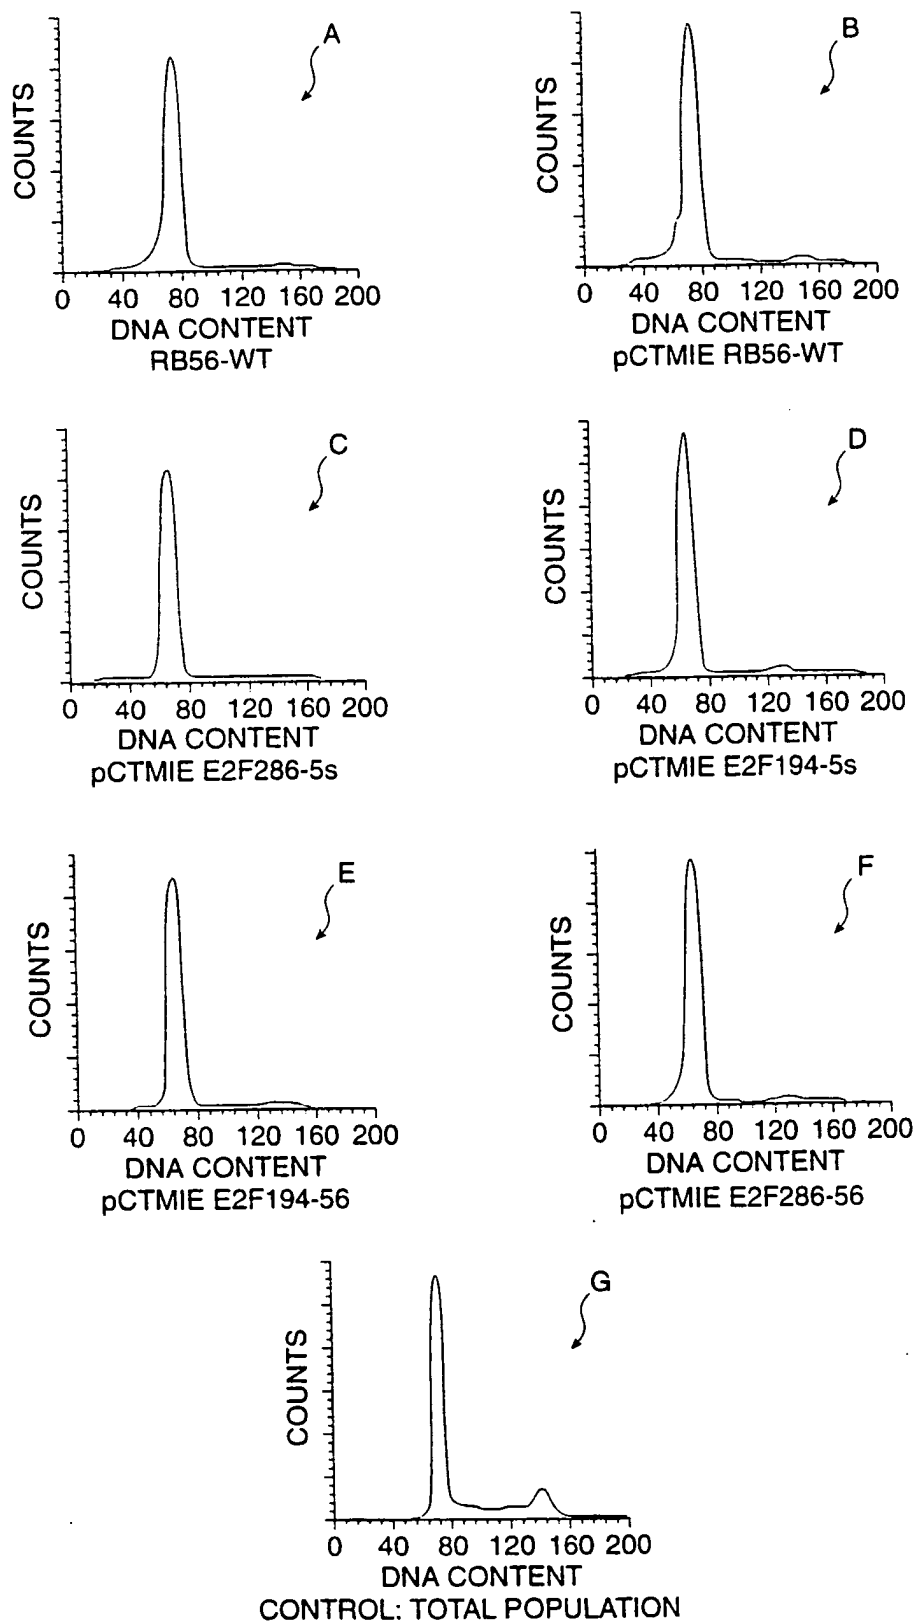 A
COUNTS
0 40 80 120 160 200
DNA CONTENT
RB56-WT
B
COUNTS
0 40 80 120 160 200
DNA CONTENT
pCTMIE RB56-WT
C
COUNTS
0 40 80 120 160 200
DNA CONTENT
pCTMIE E2F286-5s
D
COUNTS
0 40 80 120 160 200
DNA CONTENT
pCTMIE E2F194-5s
E
COUNTS
0 40 80 120 160 200
DNA CONTENT
pCTMIE E2F194-56
F
COUNTS
0 40 80 120 160 200
DNA CONTENT
pCTMIE E2F286-56
G
COUNTS
0 40 80 120 160 200
DNA CONTENT
CONTROL: TOTAL POPULATION